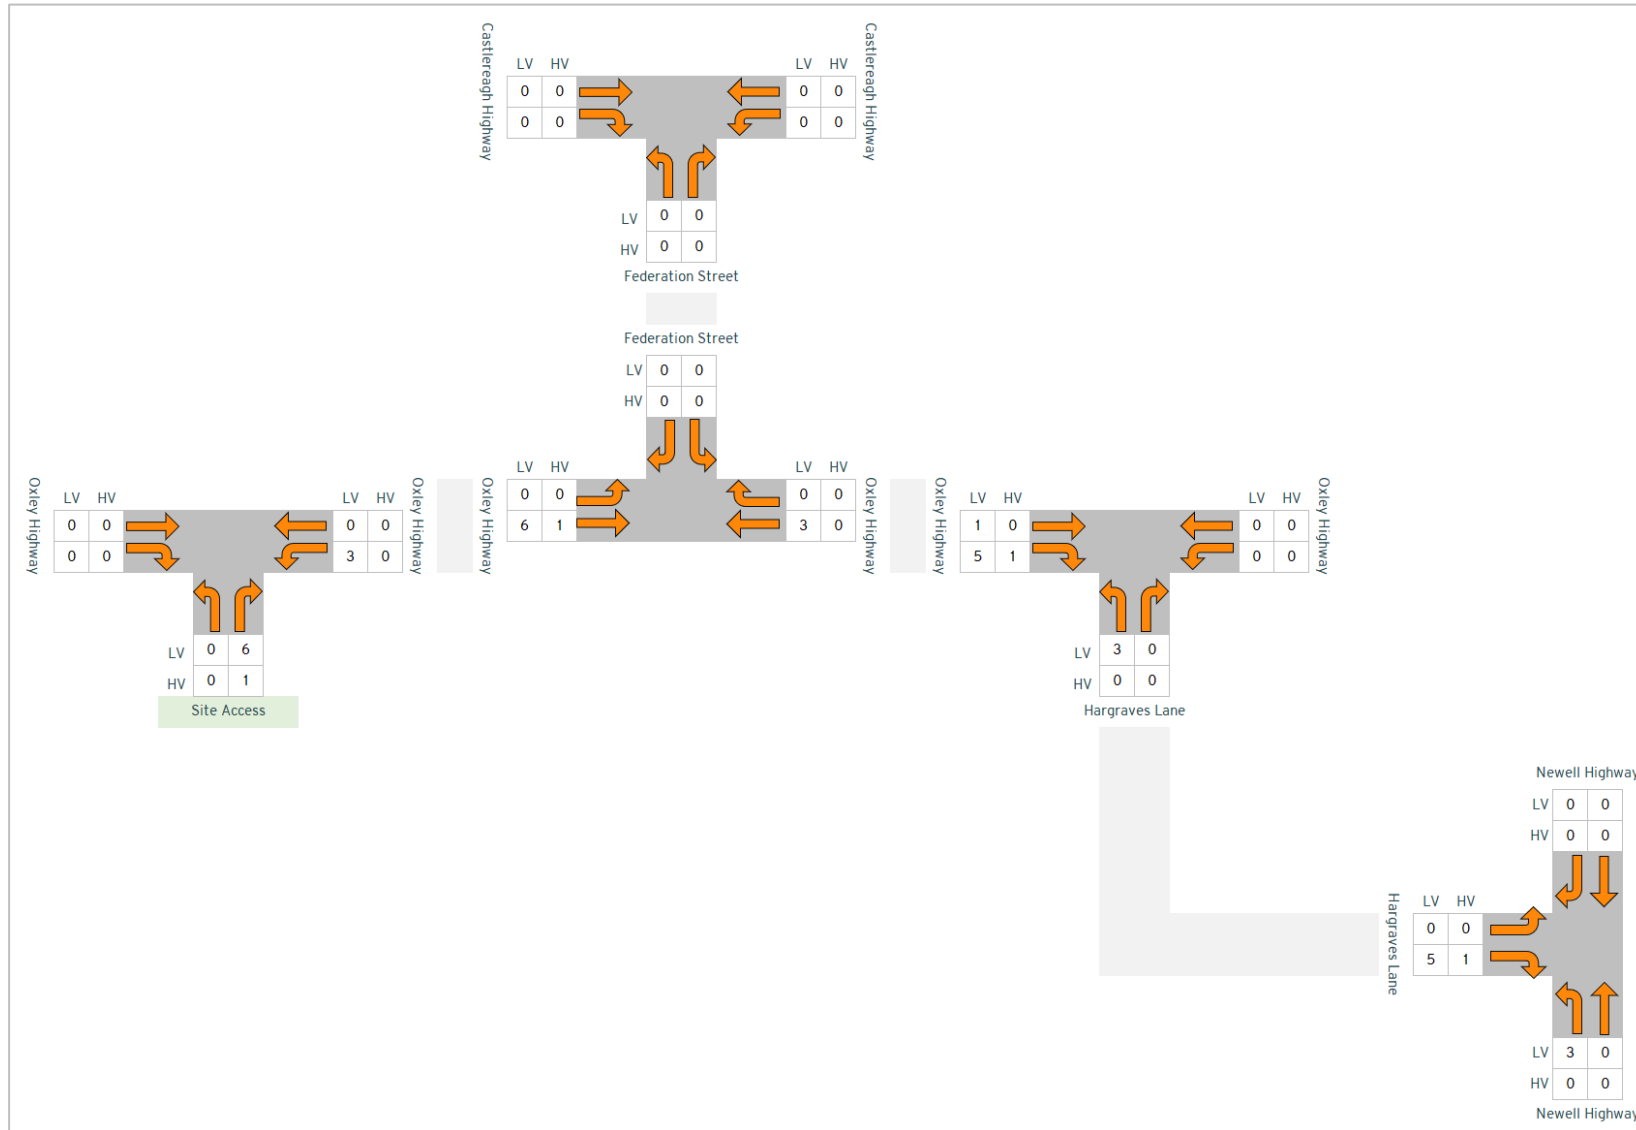 Castlereagh Highway
LV HV
0 0
0 0
LV HV
0 0
0 0
Castlereagh Highway
LV 0 0
HV 0 0
Federation Street
Federation Street
LV 0 0
HV 0 0
Oxley Highway
LV HV
0 0
0 0
LV HV
0 0
3 0
Oxley Highway
LV 0 6
HV 0 1
Site Access
Oxley Highway
LV HV
0 0
6 1
LV HV
0 0
3 0
Oxley Highway
Oxley Highway
LV HV
1 0
5 1
LV HV
0 0
0 0
Oxley Highway
LV 3 0
HV 0 0
Hargraves Lane
Newell Highway
LV 0 0
HV 0 0
Hargraves Lane
LV HV
0 0
5 1
LV 3 0
HV 0 0
Newell Highway